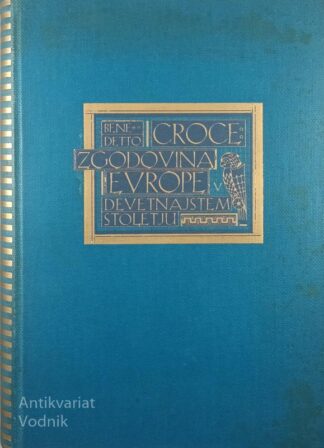 BENE
DETTO
CROCE
ZGODOVINA
EVROPE V
DEVETNAJSTEM
STOLETJU
Antikvariat
Vodnik